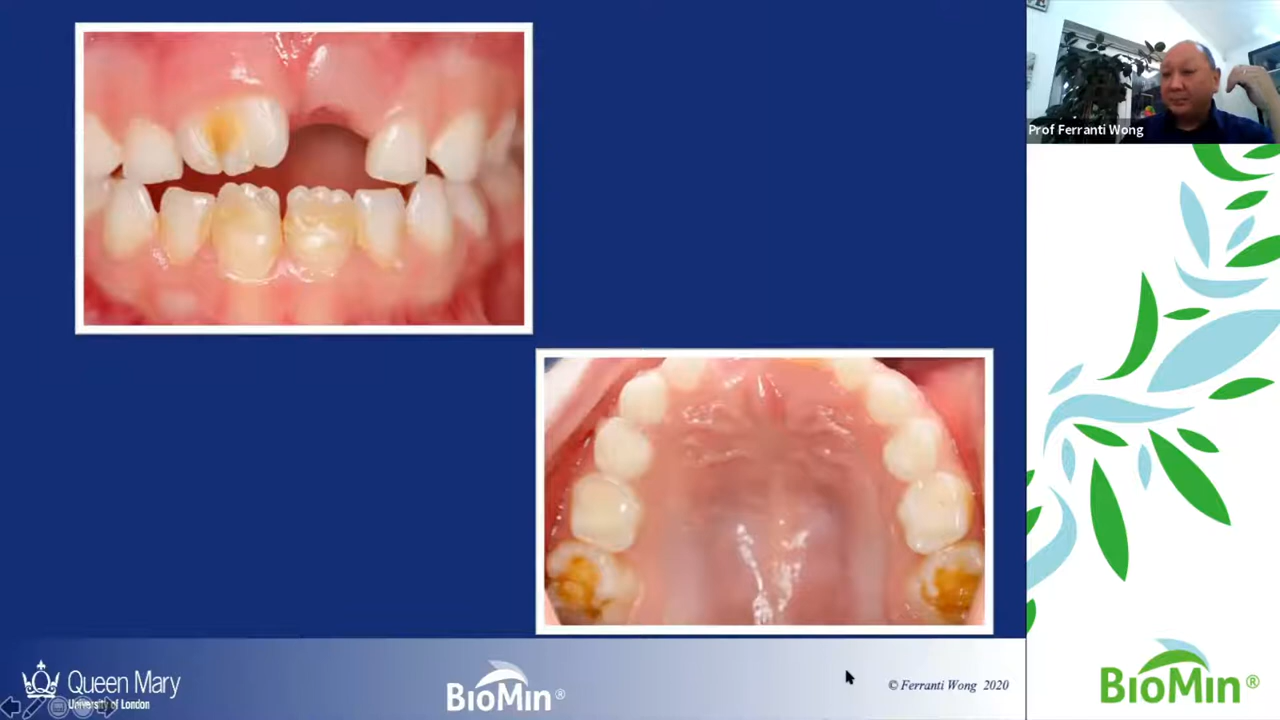 Prof Ferranti Wong
Queen Mary
University of London
BioMin®
© Ferranti Wong 2020
BioMin®